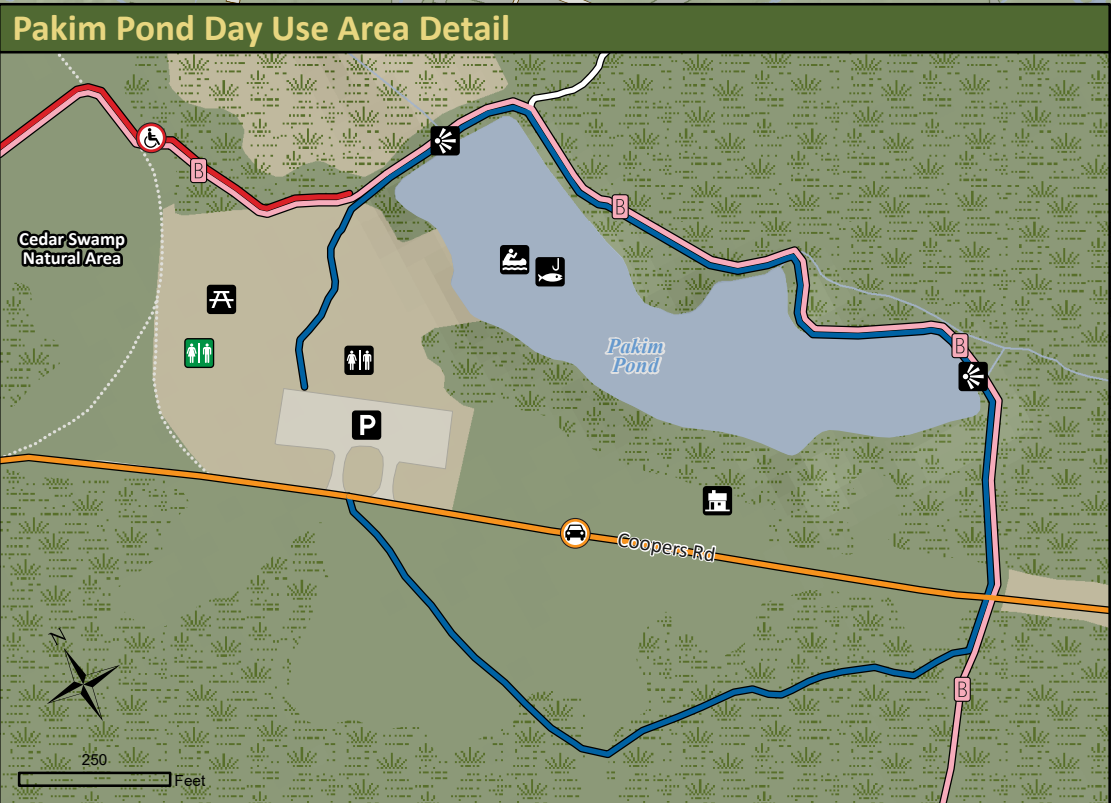 Pakim Pond Day Use Area Detail
B
B
Cedar Swamp
Natural Area
Pakim
Pond
B
P
Coopers Rd
N
B
250
Feet